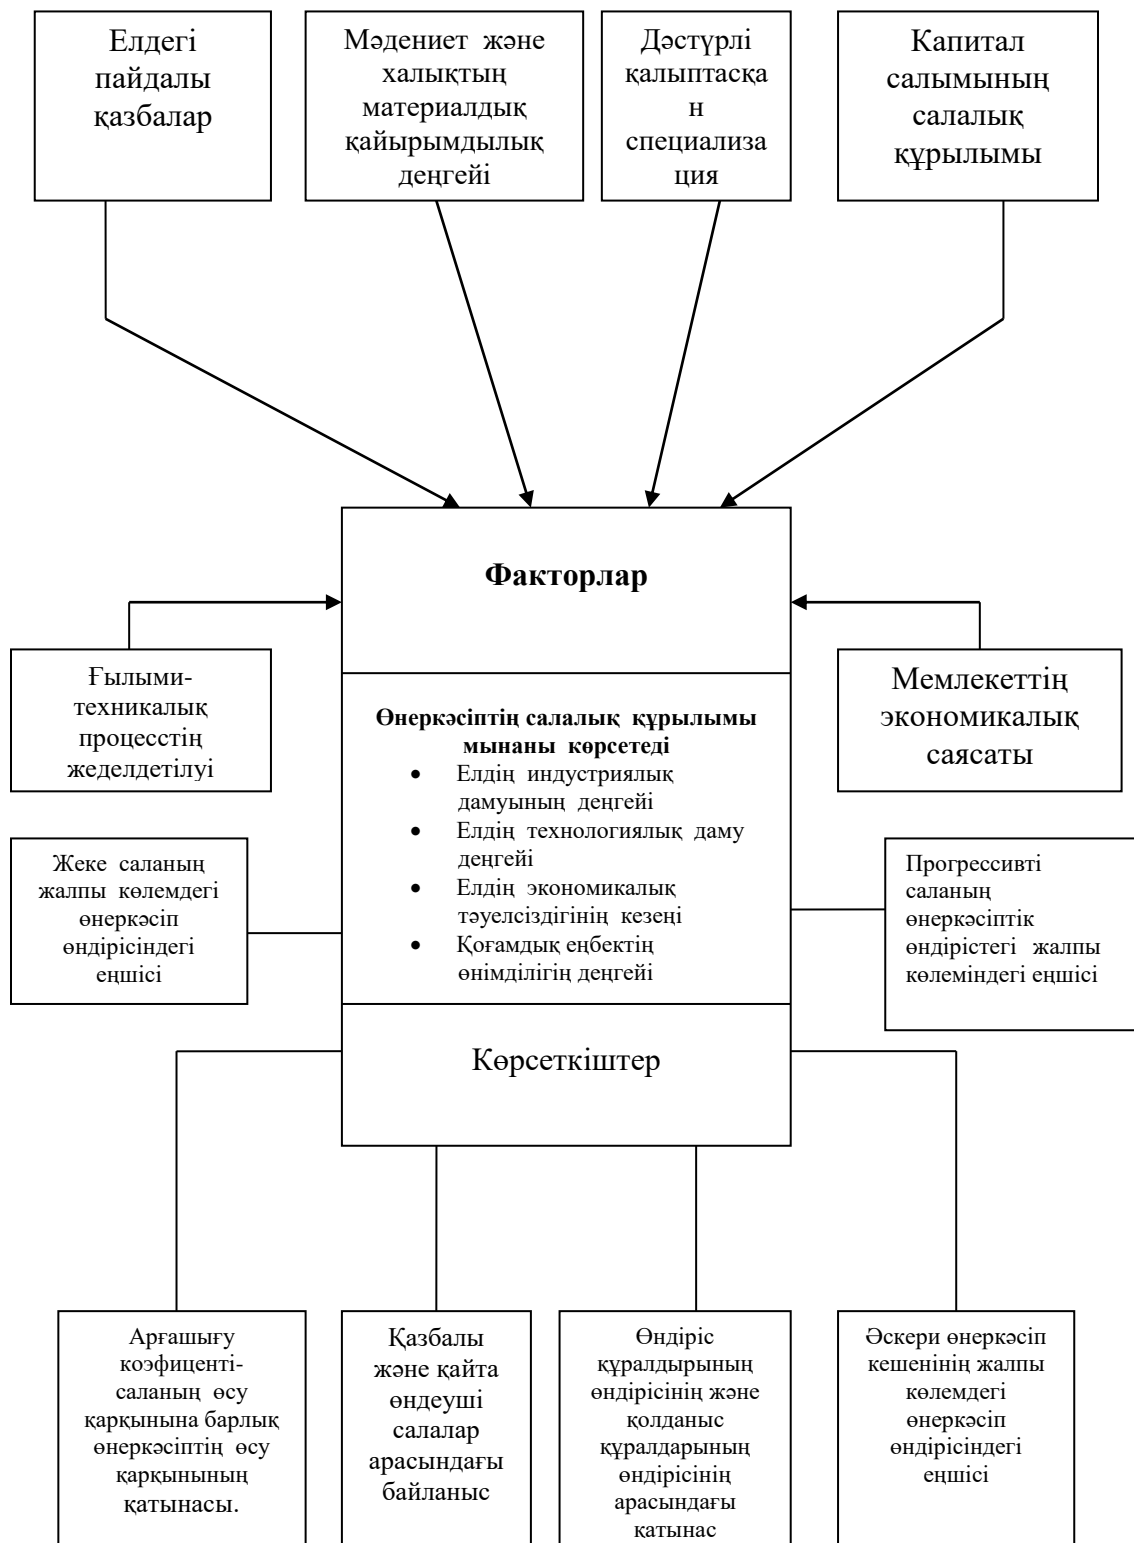 Елдегі
пайдалы
қазбалар
Мәдениет және
халықтың
материалдық
қайырымдылық
деңгейі
Дәстүрлі
қалыптасқа
н
специализа
ция
Капитал
салымының
салалық
құрылымы
Факторлар
Ғылыми-
техникалық
процесстің
жеделдетілуі
Мемлекеттің
экономикалық
саясаты
Өнеркәсіптің салалық құрылымы
мынаны көрсетеді
• Елдің индустриялық
дамуының деңгейі
• Елдің технологиялық даму
деңгейі
• Елдің экономикалық
тәуелсіздігінің кезеңі
• Қоғамдық еңбектің
өнімділігің деңгейі
Жеке саланың
жалпы көлемдегі
өнеркәсіп
өндірісіндегі
еңшісі
Прогрессивті
саланың
өнеркәсіптік
өндірістегі жалпы
көлеміндегі еңшісі
Көрсеткіштер
Арғашығу
коэфиценті-
саланың өсу
қарқынына барлық
өнеркәсіптің өсу
қарқынының
қатынасы.
Қазбалы
және қайта
өндеуші
салалар
арасындағы
байланыс
Өндіріс
құралдырының
өндірісінің және
қолданыс
құралдарының
өндірісінің
арасындағы
қатынас
Әскери өнеркәсіп
кешенінің жалпы
көлемдегі
өнеркәсіп
өндірісіндегі
еңшісі